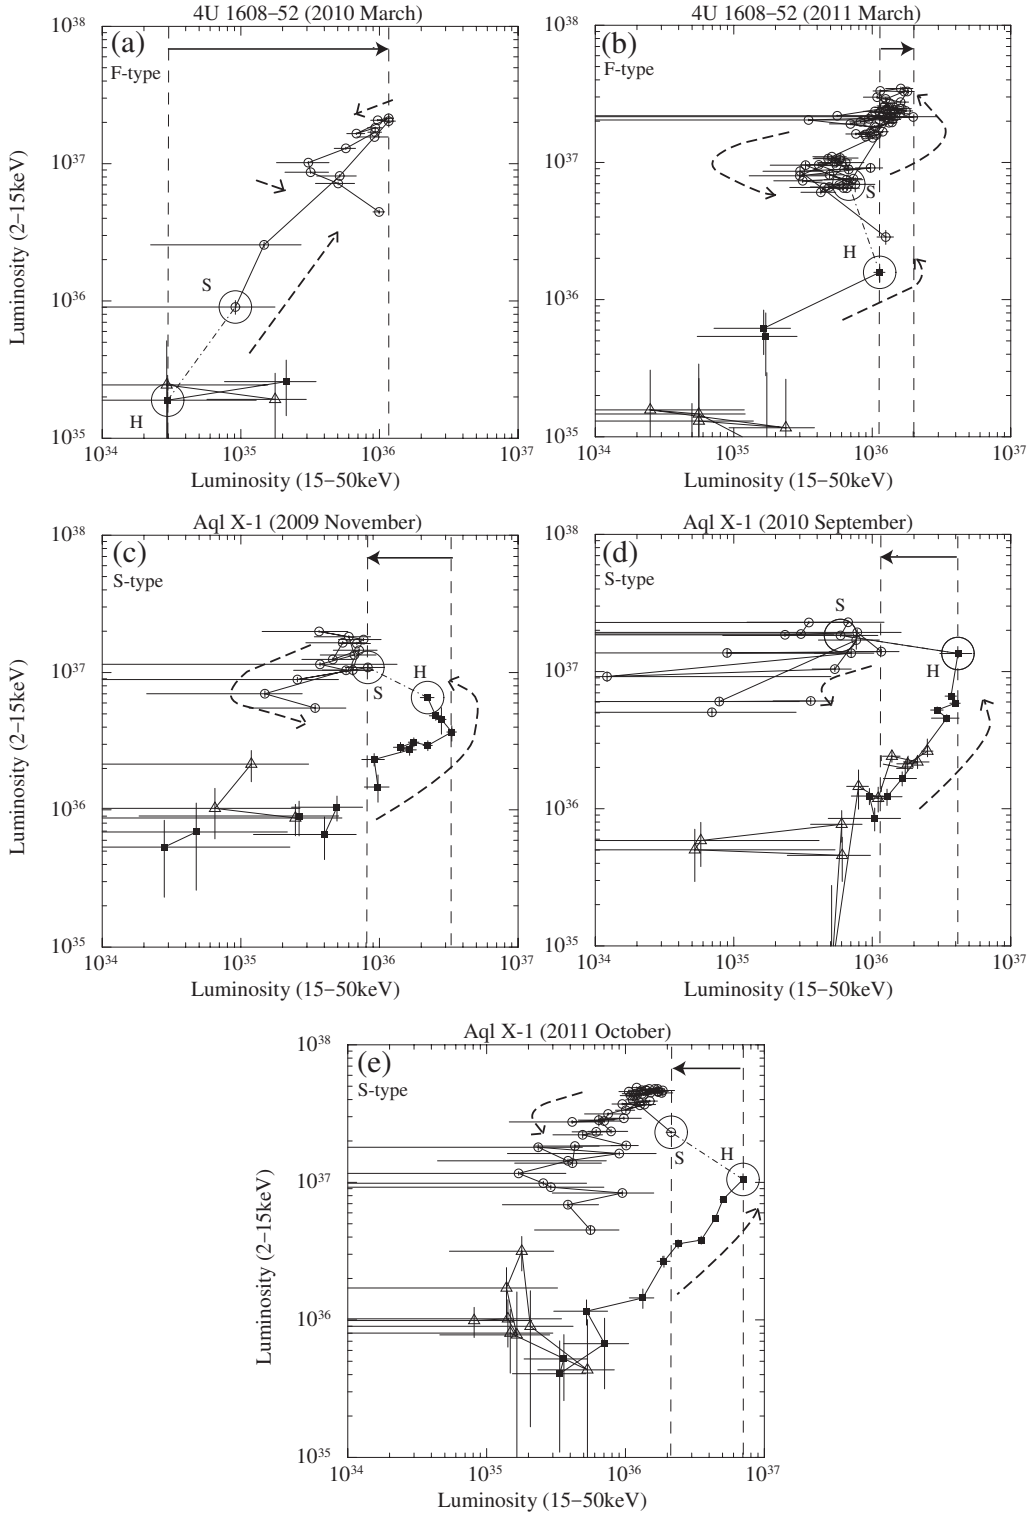 4U 1608−52 (2010 March)
(a)
F-type
S
H
10^38
10^37
10^36
10^35
Luminosity (2−15keV)
10^34
10^35
10^36
10^37
Luminosity (15−50keV)
4U 1608−52 (2011 March)
(b)
F-type
S
H
10^38
10^37
10^36
10^35
10^34
10^35
10^36
10^37
Luminosity (15−50keV)
Aql X-1 (2009 November)
(c)
S-type
S
H
10^38
10^37
10^36
10^35
Luminosity (2−15keV)
10^34
10^35
10^36
10^37
Luminosity (15−50keV)
Aql X-1 (2010 September)
(d)
S-type
S
H
10^38
10^37
10^36
10^35
10^34
10^35
10^36
10^37
Luminosity (15−50keV)
Aql X-1 (2011 October)
(e)
S-type
S
H
10^38
10^37
10^36
10^35
Luminosity (2−15keV)
10^34
10^35
10^36
10^37
Luminosity (15−50keV)